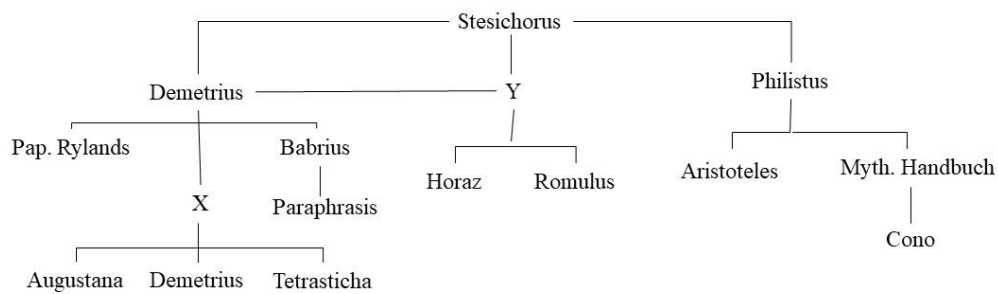 Stesichorus
Demetrius
Y
Philistus
Pap. Rylands
Babrius
Horaz
Romulus
Aristoteles
Myth. Handbuch
X
Paraphrasis
Cono
Augustana
Demetrius
Tetrasticha